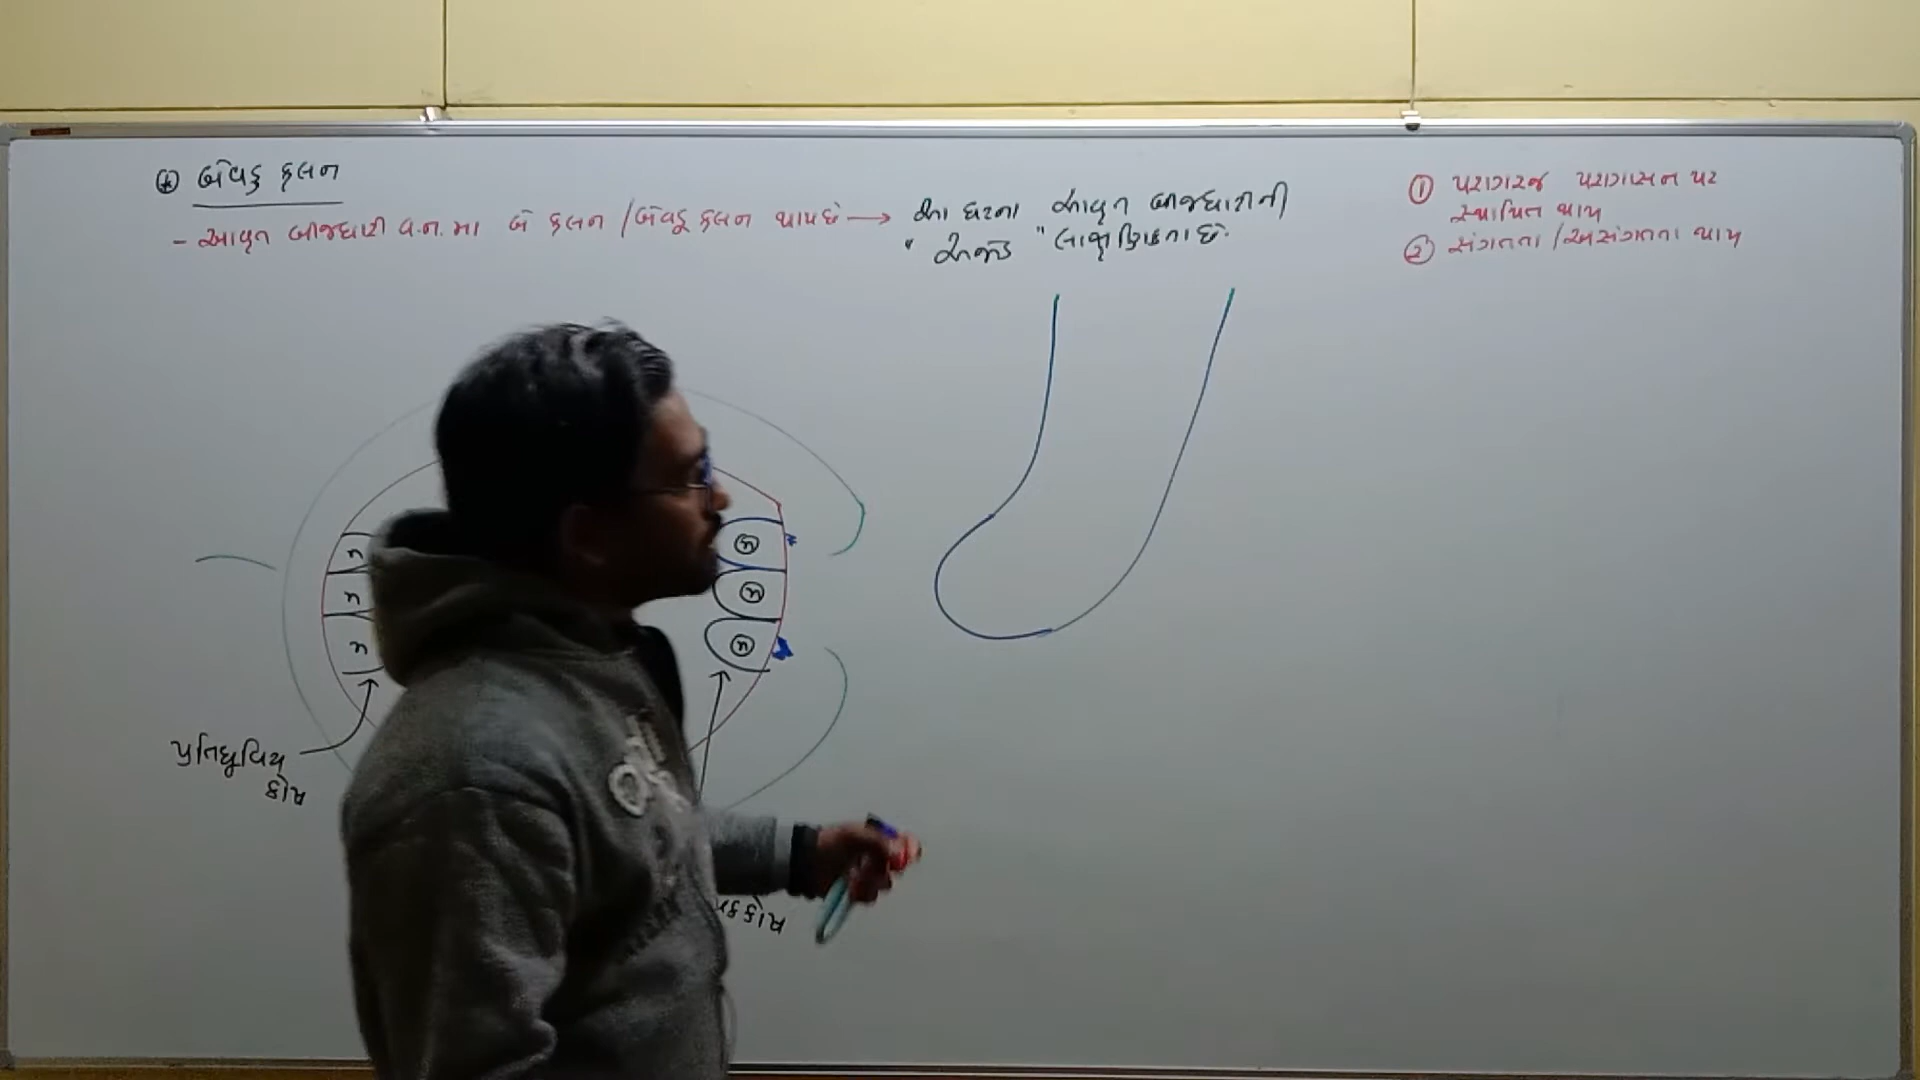 બેવડુ ફલન
- આવૃત બીજધારી વ.ન. મા બે ફલન / બેવડુ ફલન થાય છે →
આ ઘટના આવૃત બીજધારીની
" અજોડ " લાક્ષણિકતા છે.
① પરાગરજ પરાગાસન પર
સ્થાપિત થાય
② સંગતતા / અસંગતતા થાય
n
n
n
n
n
n
પ્રતિધ્રુવિય
કોષ